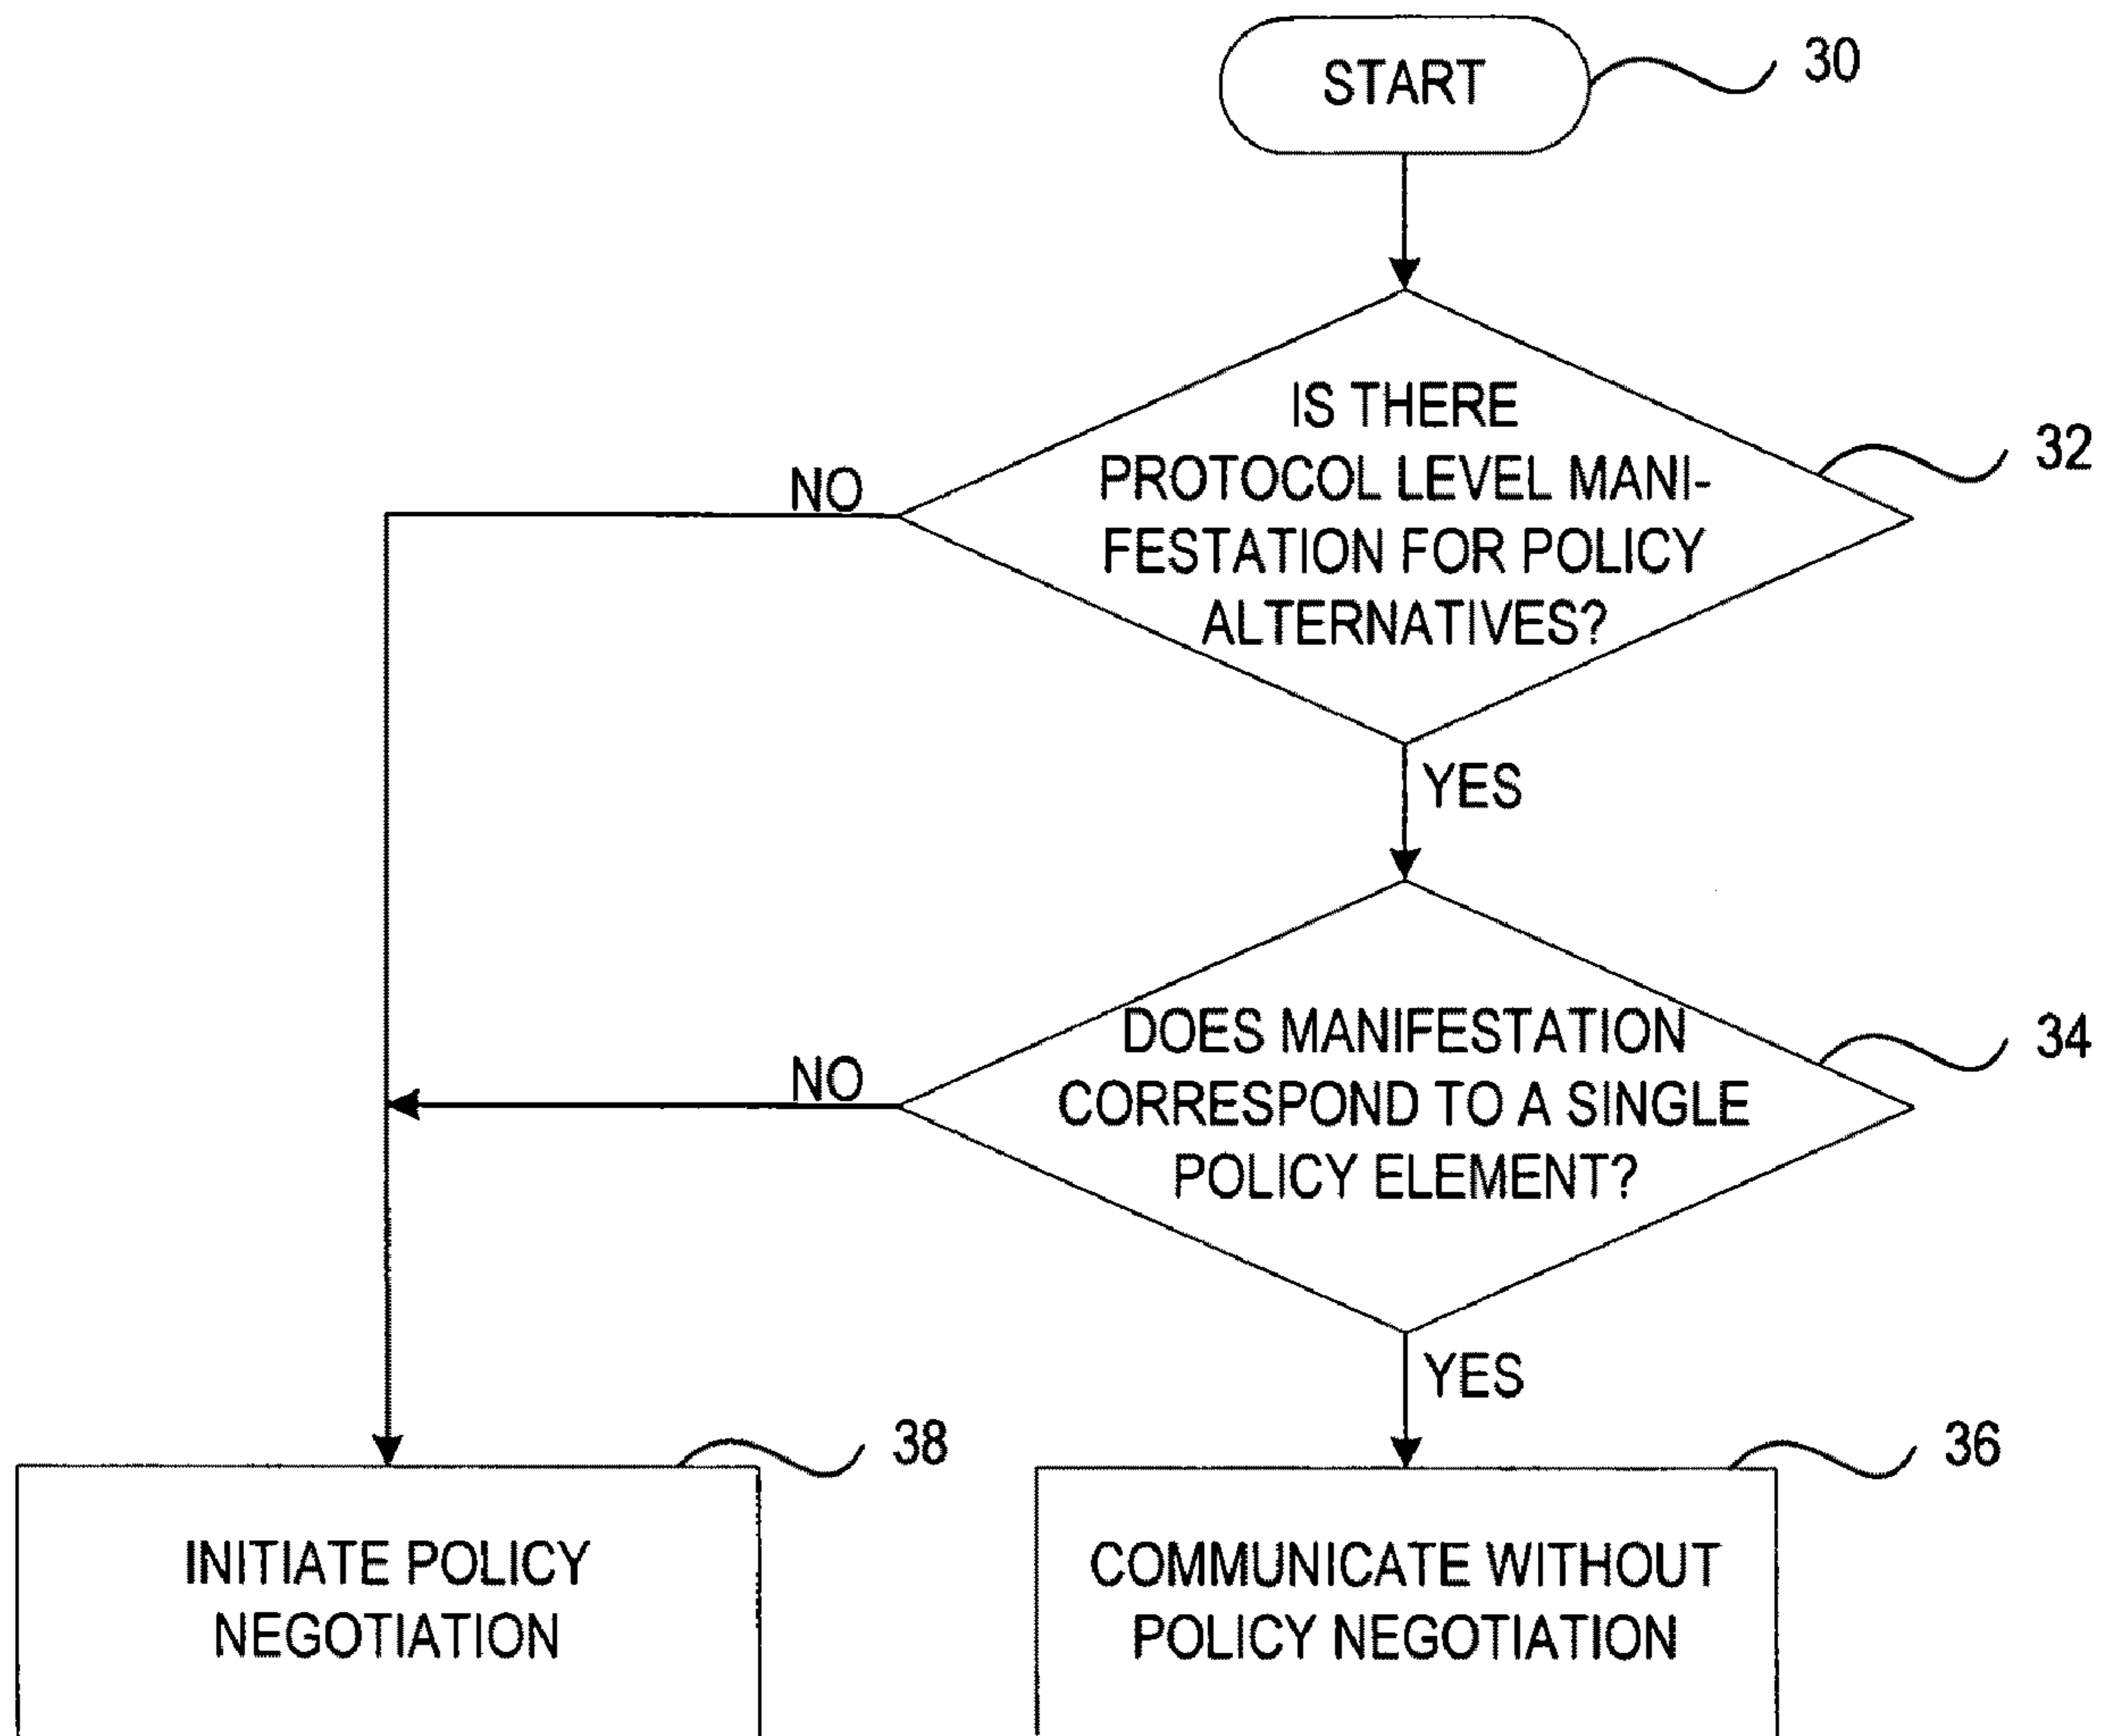 START
30
IS THERE
PROTOCOL LEVEL MANI-
FESTATION FOR POLICY
ALTERNATIVES?
32
NO
YES
DOES MANIFESTATION
CORRESPOND TO A SINGLE
POLICY ELEMENT?
34
NO
YES
38
36
INITIATE POLICY
NEGOTIATION
COMMUNICATE WITHOUT
POLICY NEGOTIATION